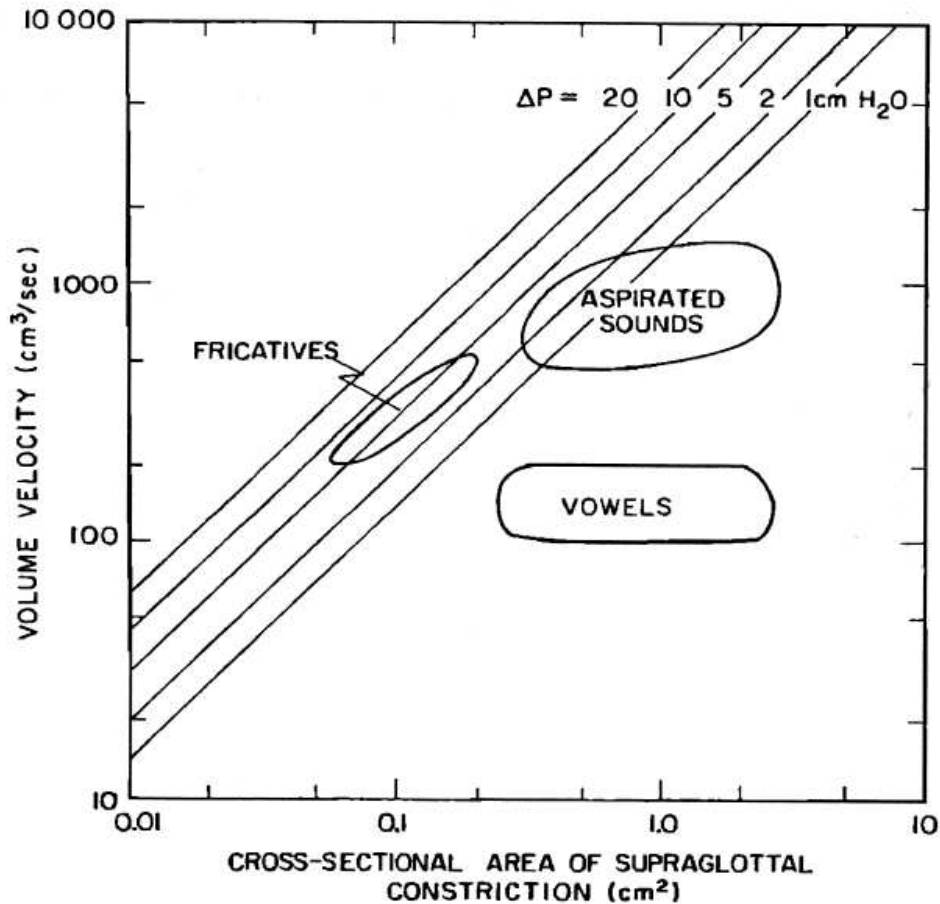 10 000
ΔP = 20 10 5 2 1cm H₂O
1000
ASPIRATED
SOUNDS
FRICATIVES
VOWELS
100
10
0.01 0.1 1.0 10
VOLUME VELOCITY (cm³/sec)
CROSS-SECTIONAL AREA OF SUPRAGLOTTAL
CONSTRICTION (cm²)